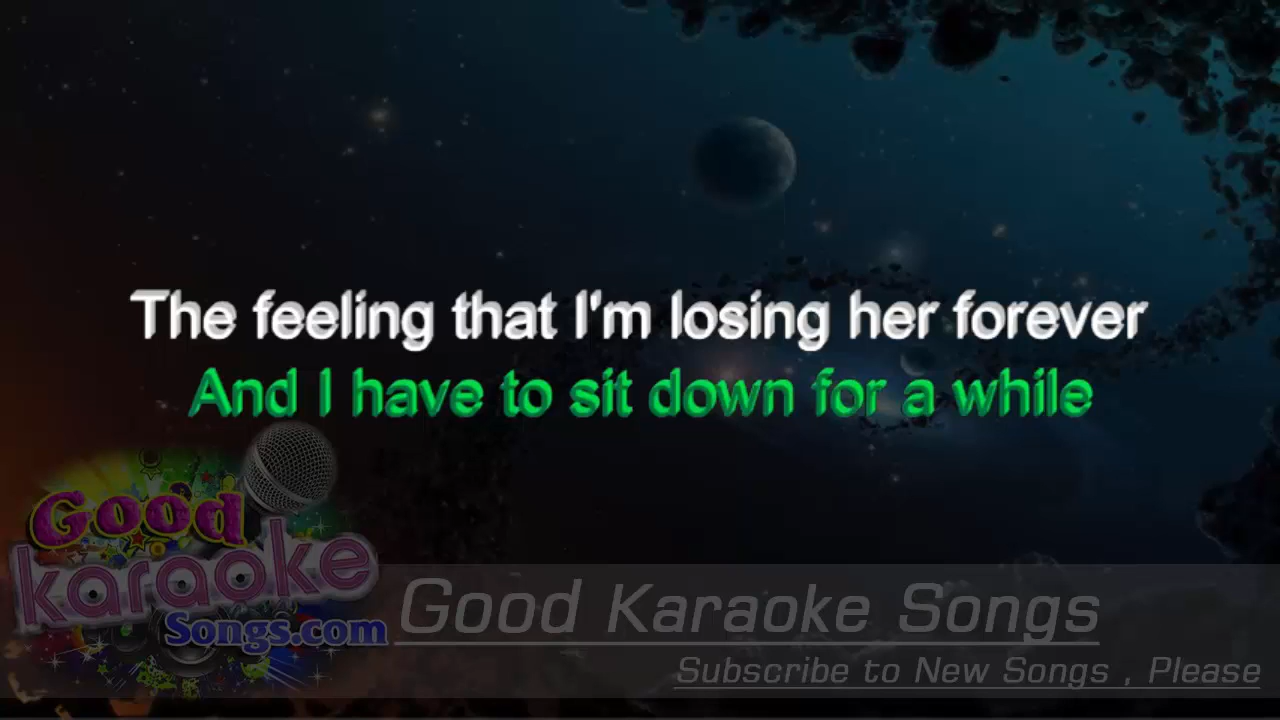 The feeling that I'm losing her forever
And I have to sit down for a while
Good
karaoke
Songs.com
Good Karaoke Songs
Subscribe to New Songs , Please